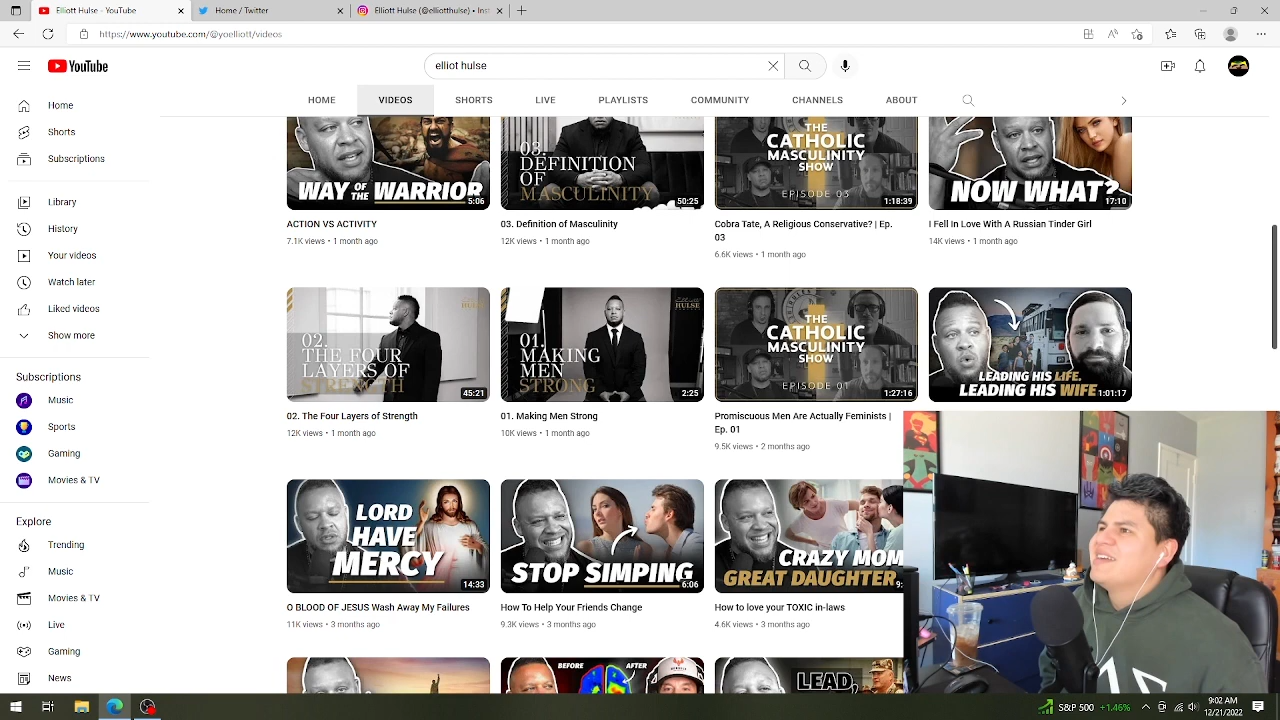 Elliott Hulse - YouTube
Home / Twitter
Elliott Hulse (@elliotthulse) • Inst
https://www.youtube.com/@yoelliott/videos
YouTube
elliot hulse
HOME
VIDEOS
SHORTS
LIVE
PLAYLISTS
COMMUNITY
CHANNELS
ABOUT
Home
Shorts
Subscriptions
Library
History
Your videos
Watch later
Liked videos
Show more
Subscriptions
Music
Sports
Gaming
Movies & TV
Explore
Trending
Music
Movies & TV
Live
Gaming
News
WAY OF THE WARRIOR
5:06
ACTION VS ACTIVITY
7.1K views • 1 month ago
03.
DEFINITION
OF
MASCULINITY
50:25
03. Definition of Masculinity
12K views • 1 month ago
THE
CATHOLIC
MASCULINITY
SHOW
EPISODE 03
1:18:39
Cobra Tate, A Religious Conservative? | Ep.
03
6.6K views • 1 month ago
NOW WHAT?
17:10
I Fell In Love With A Russian Tinder Girl
14K views • 1 month ago
02.
THE FOUR
LAYERS OF
STRENGTH
45:21
02. The Four Layers of Strength
12K views • 1 month ago
HULSE
01.
MAKING
MEN
STRONG
2:25
01. Making Men Strong
10K views • 1 month ago
THE
CATHOLIC
MASCULINITY
SHOW
EPISODE 01
1:27:16
Promiscuous Men Are Actually Feminists |
Ep. 01
9.5K views • 2 months ago
LEADING HIS LIFE.
LEADING HIS WIFE
1:01:17
LORD
HAVE
MERCY
14:33
O BLOOD OF JESUS Wash Away My Failures
11K views • 3 months ago
STOP SIMPING
6:06
How To Help Your Friends Change
9.3K views • 3 months ago
CRAZY MOM
GREAT DAUGHTER
9:
How to love your TOXIC in-laws
4.6K views • 3 months ago
BEFORE
AFTER
LEAD,
S&P 500 +1.46%
9:02 AM
12/21/2022